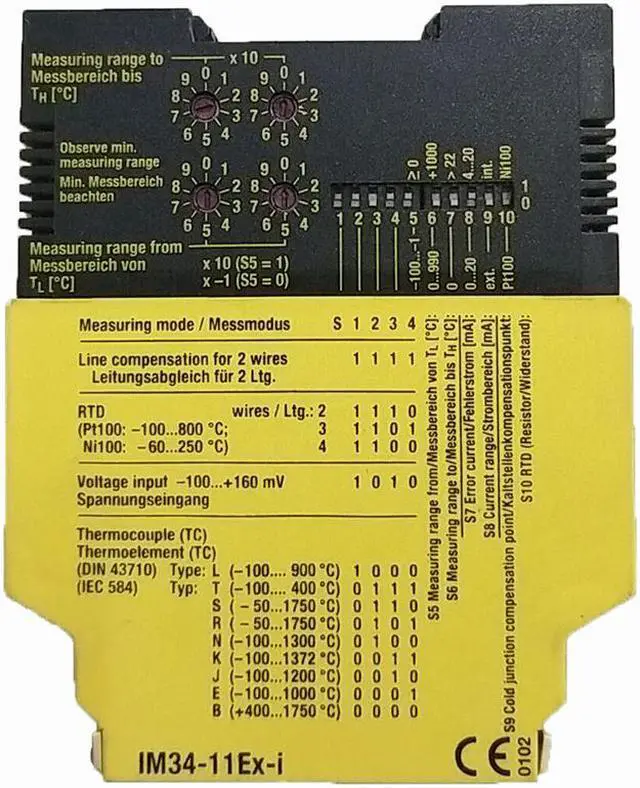 Measuring range to
Messbereich bis
TH [°C]
x 10
9 0 1
8 2
7 3
6 5 4
9 0 1
8 2
7 3
6 5 4
Observe min.
measuring range
Min. Messbereich
beachten
9 0 1
8 2
7 3
6 5 4
9 0 1
8 2
7 3
6 5 4
Measuring range from
Messbereich von
TL [°C]
x 10 (S5 = 1)
x -1 (S5 = 0)
≥ 0
+1000
> 22
4...20
int.
Ni100
1
0
1 2 3 4 5 6 7 8 9 10
-100...-1
0...990
0
0...20
ext.
Pt100
Measuring mode / Messmodus S 1 2 3 4
Line compensation for 2 wires 1 1 1 1
Leitungsabgleich für 2 Ltg.
RTD wires / Ltg.: 2 1 1 1 0
(Pt100: -100...800 °C; 3 1 1 0 1
Ni100: -60...250 °C) 4 1 1 0 0
Voltage input -100...+160 mV 1 0 1 0
Spannungseingang
Thermocouple (TC)
Thermoelement (TC)
(DIN 43710) Type: L (-100.... 900 °C) 1 0 0 0
(IEC 584) Typ: T (-100.... 400 °C) 0 1 1 1
S ( - 50...1750 °C) 0 1 1 0
R ( - 50...1750 °C) 0 1 0 1
N (-100...1300 °C) 0 1 0 0
K (-100...1372 °C) 0 0 1 1
J (-100...1200 °C) 0 0 1 0
E (-100...1000 °C) 0 0 0 1
B (+400...1750 °C) 0 0 0 0
S5 Measuring range from/Messbereich von TL [°C]:
S6 Measuring range to/Messbereich bis TH [°C]:
S7 Error current/Fehlerstrom [mA]:
S8 Current range/Strombereich [mA]:
S9 Cold junction compensation point/Kaltstellenkompensationspunkt:
S10 RTD (Resistor/Widerstand):
IM34-11Ex-i
CE
0102